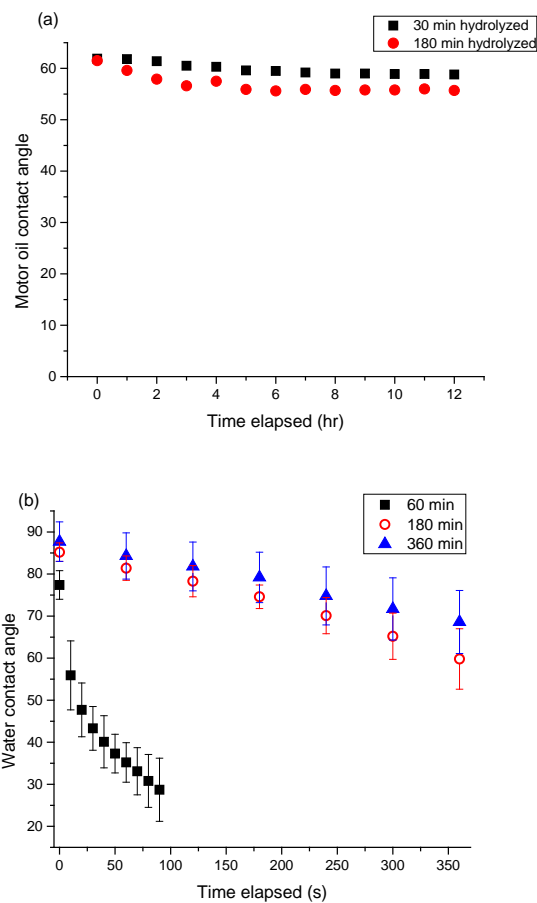 (a)
30 min hydrolyzed
180 min hydrolyzed
60
50
40
30
20
10
0
Motor oil contact angle
0 2 4 6 8 10 12
Time elapsed (hr)
(b)
60 min
180 min
360 min
90
80
70
60
50
40
30
20
Water contact angle
0 50 100 150 200 250 300 350
Time elapsed (s)